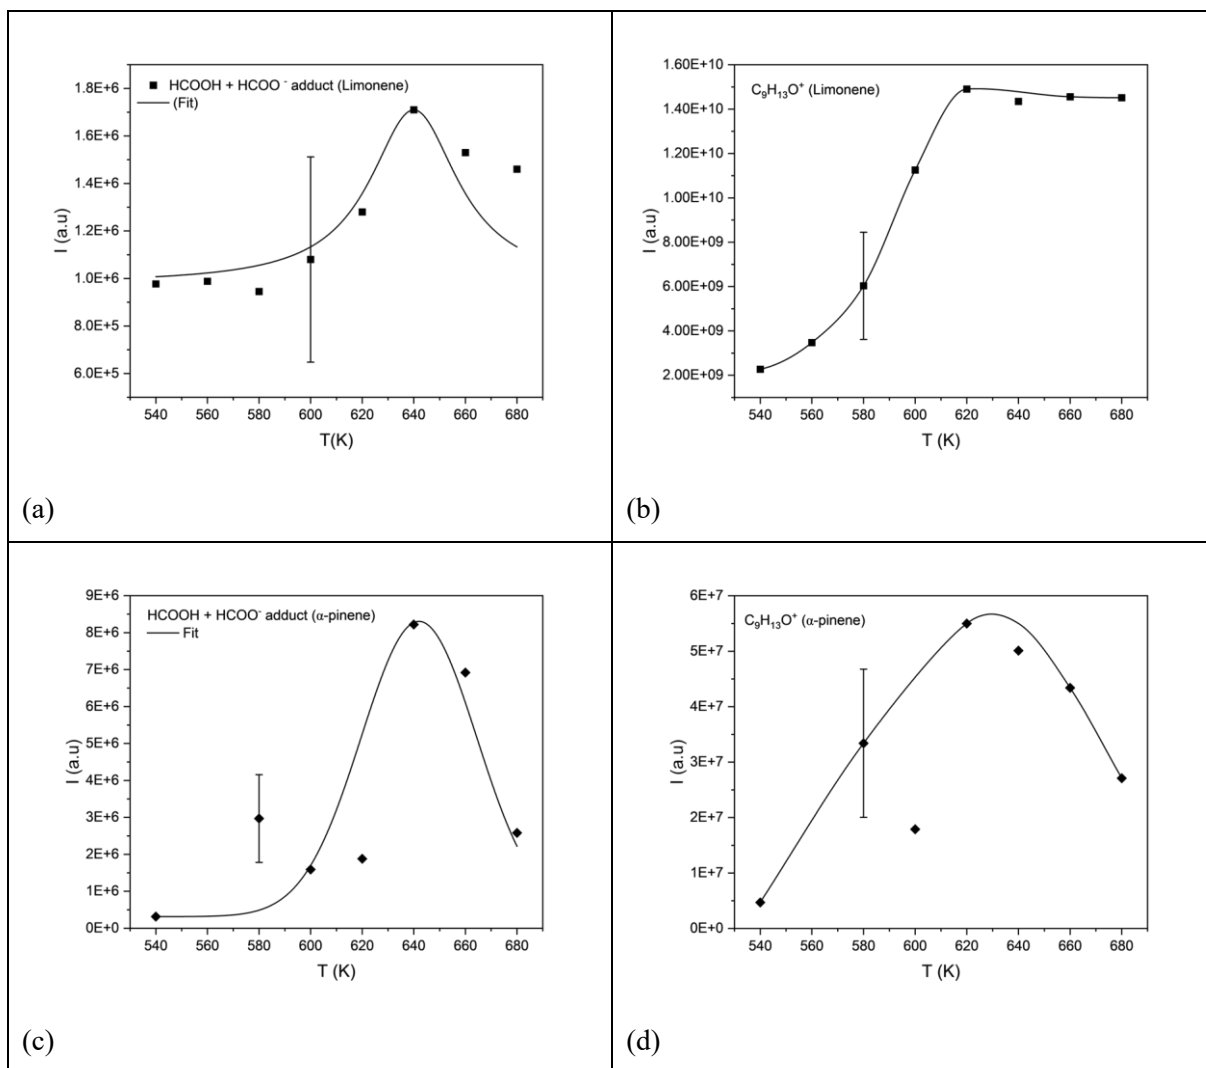 1.8E+6
1.6E+6
1.4E+6
1.2E+6
1.0E+6
8.0E+5
6.0E+5
I (a.u)
HCOOH + HCOO⁻ adduct (Limonene)
(Fit)
540 560 580 600 620 640 660 680
T(K)
(a)
1.60E+10
1.40E+10
1.20E+10
1.00E+10
8.00E+09
6.00E+09
4.00E+09
2.00E+09
I (a.u)
C₉H₁₃O⁺ (Limonene)
540 560 580 600 620 640 660 680
T (K)
(b)
9E+6
8E+6
7E+6
6E+6
5E+6
4E+6
3E+6
2E+6
1E+6
0E+0
I (a.u)
HCOOH + HCOO⁻ adduct (α-pinene)
Fit
540 560 580 600 620 640 660 680
T (K)
(c)
6E+7
5E+7
4E+7
3E+7
2E+7
1E+7
0E+0
I (a.u)
C₉H₁₃O⁺ (α-pinene)
540 560 580 600 620 640 660 680
T (K)
(d)